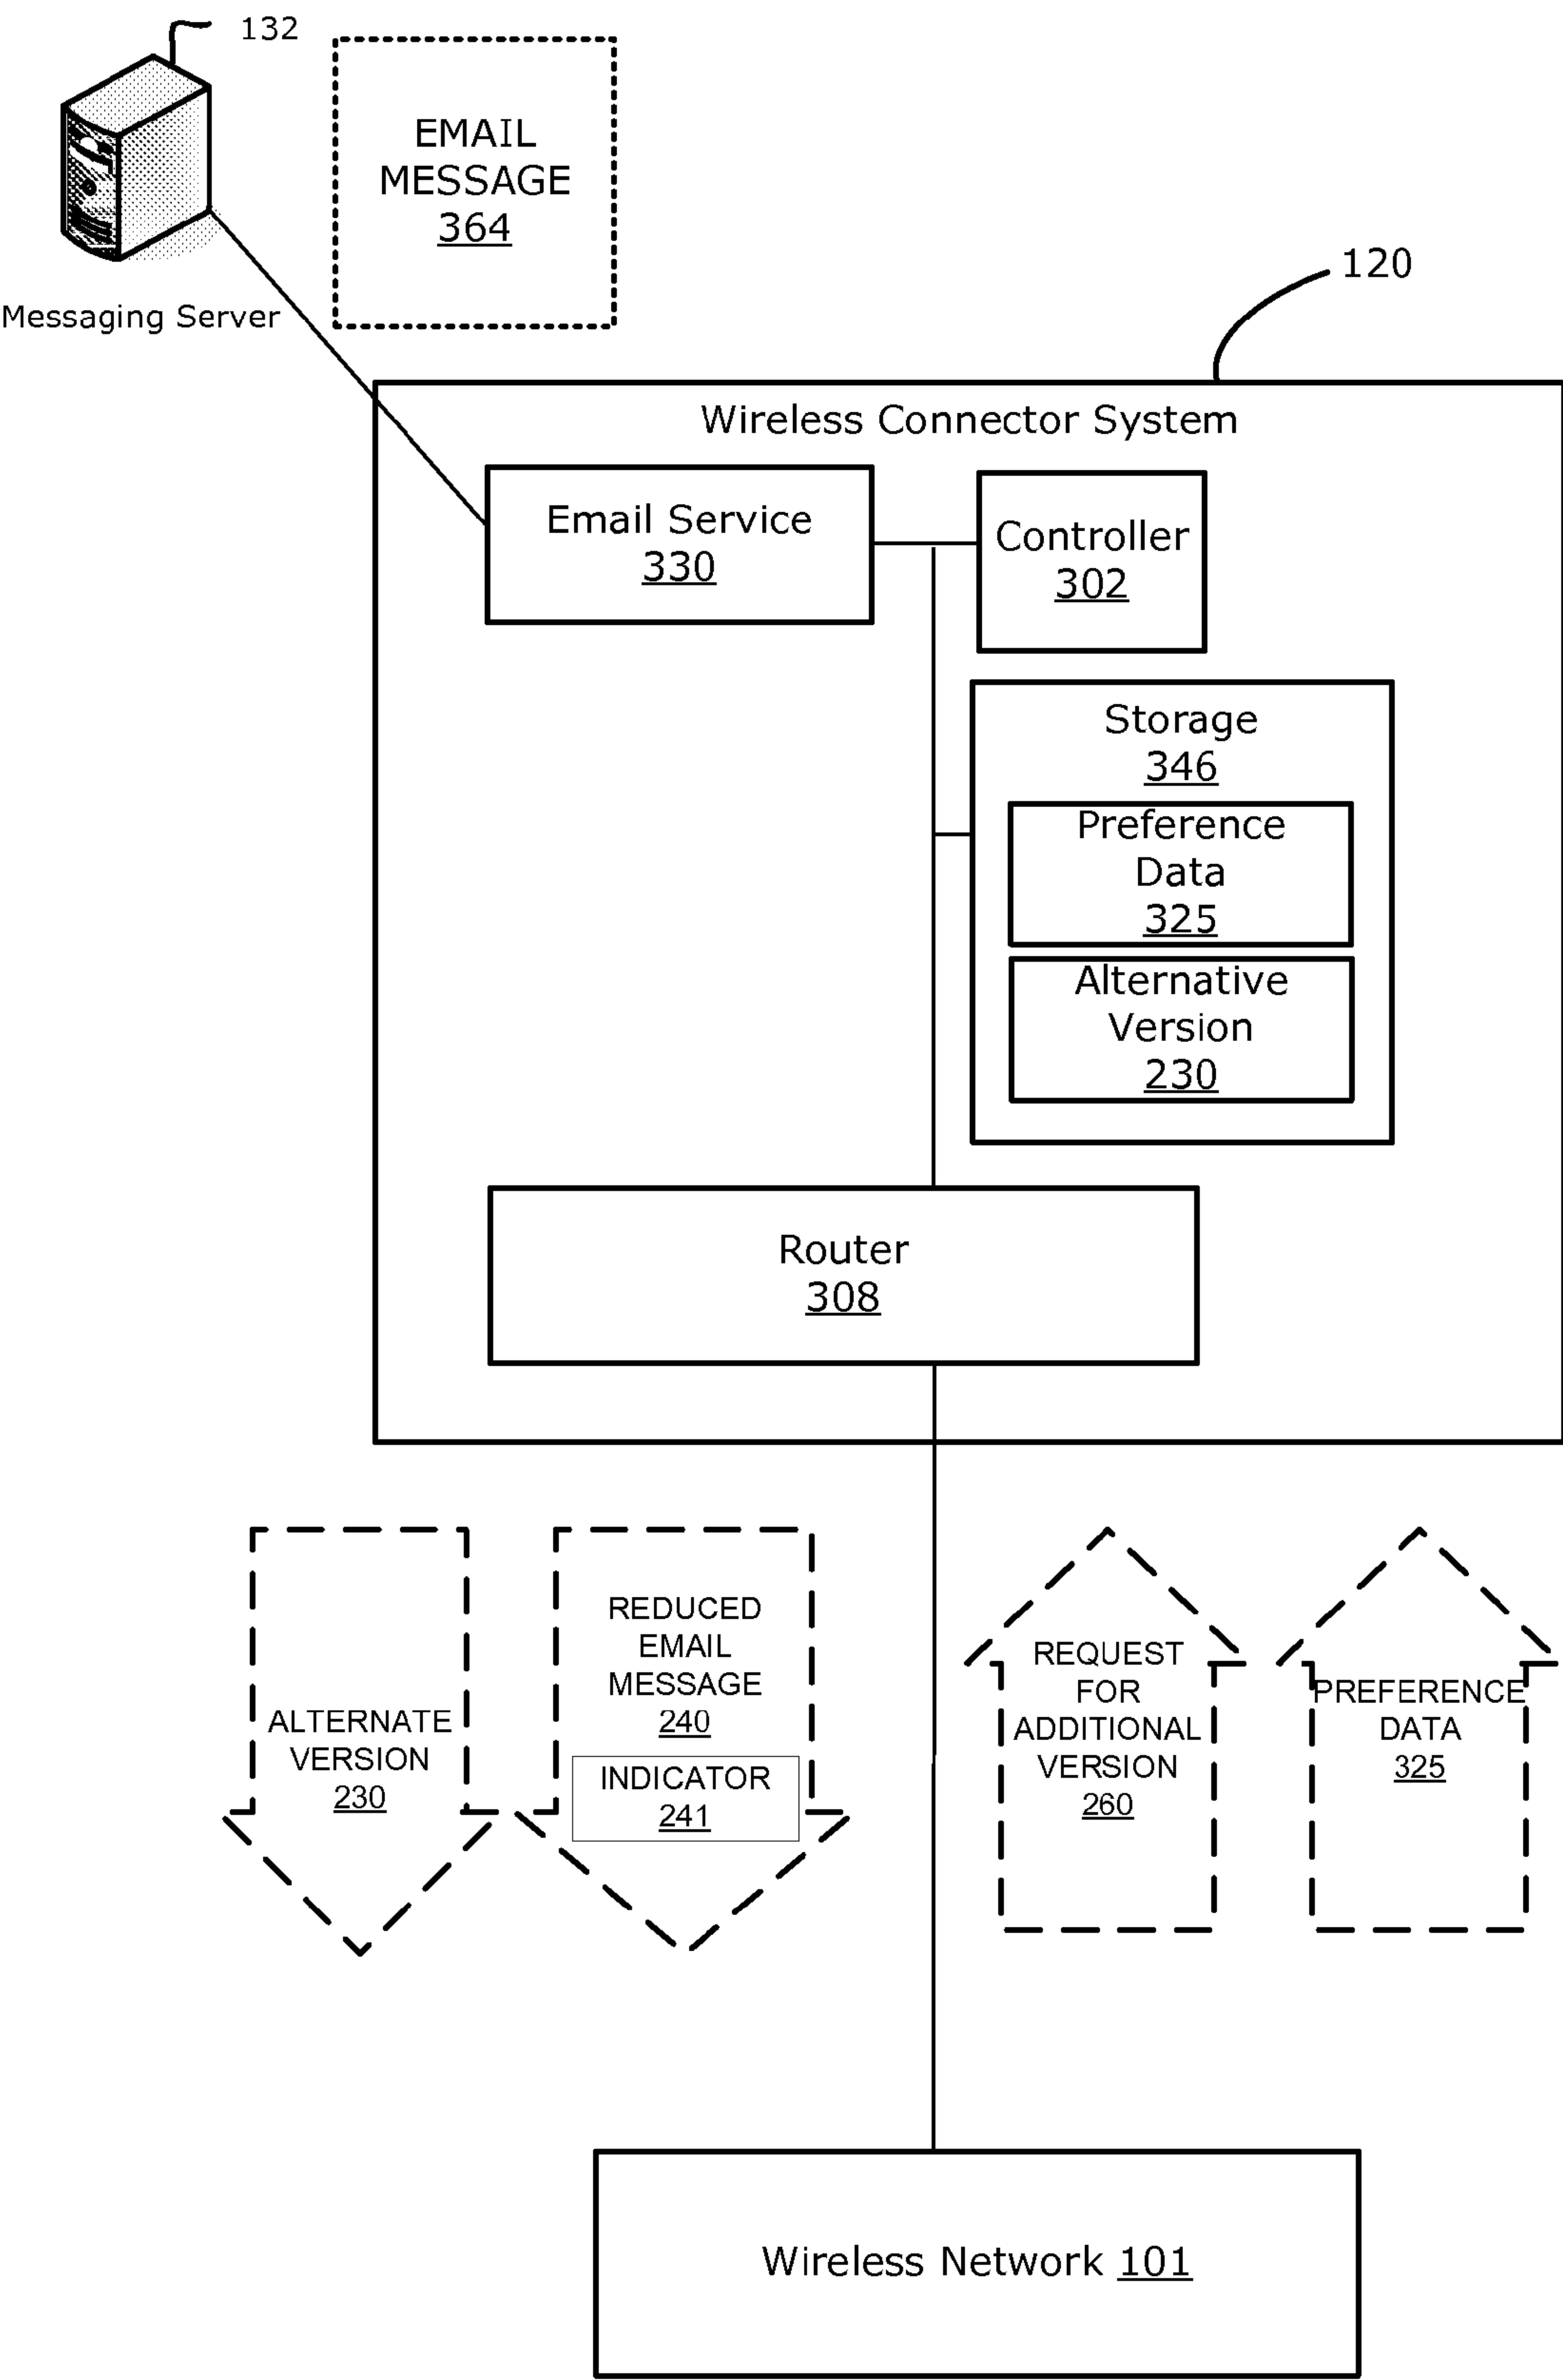 132
EMAIL
MESSAGE
364
Messaging Server
120
Wireless Connector System
Email Service
330
Controller
302
Storage
346
Preference
Data
325
Alternative
Version
230
Router
308
ALTERNATE
VERSION
230
REDUCED
EMAIL
MESSAGE
240
INDICATOR
241
REQUEST
FOR
ADDITIONAL
VERSION
260
PREFERENCE
DATA
325
Wireless Network 101